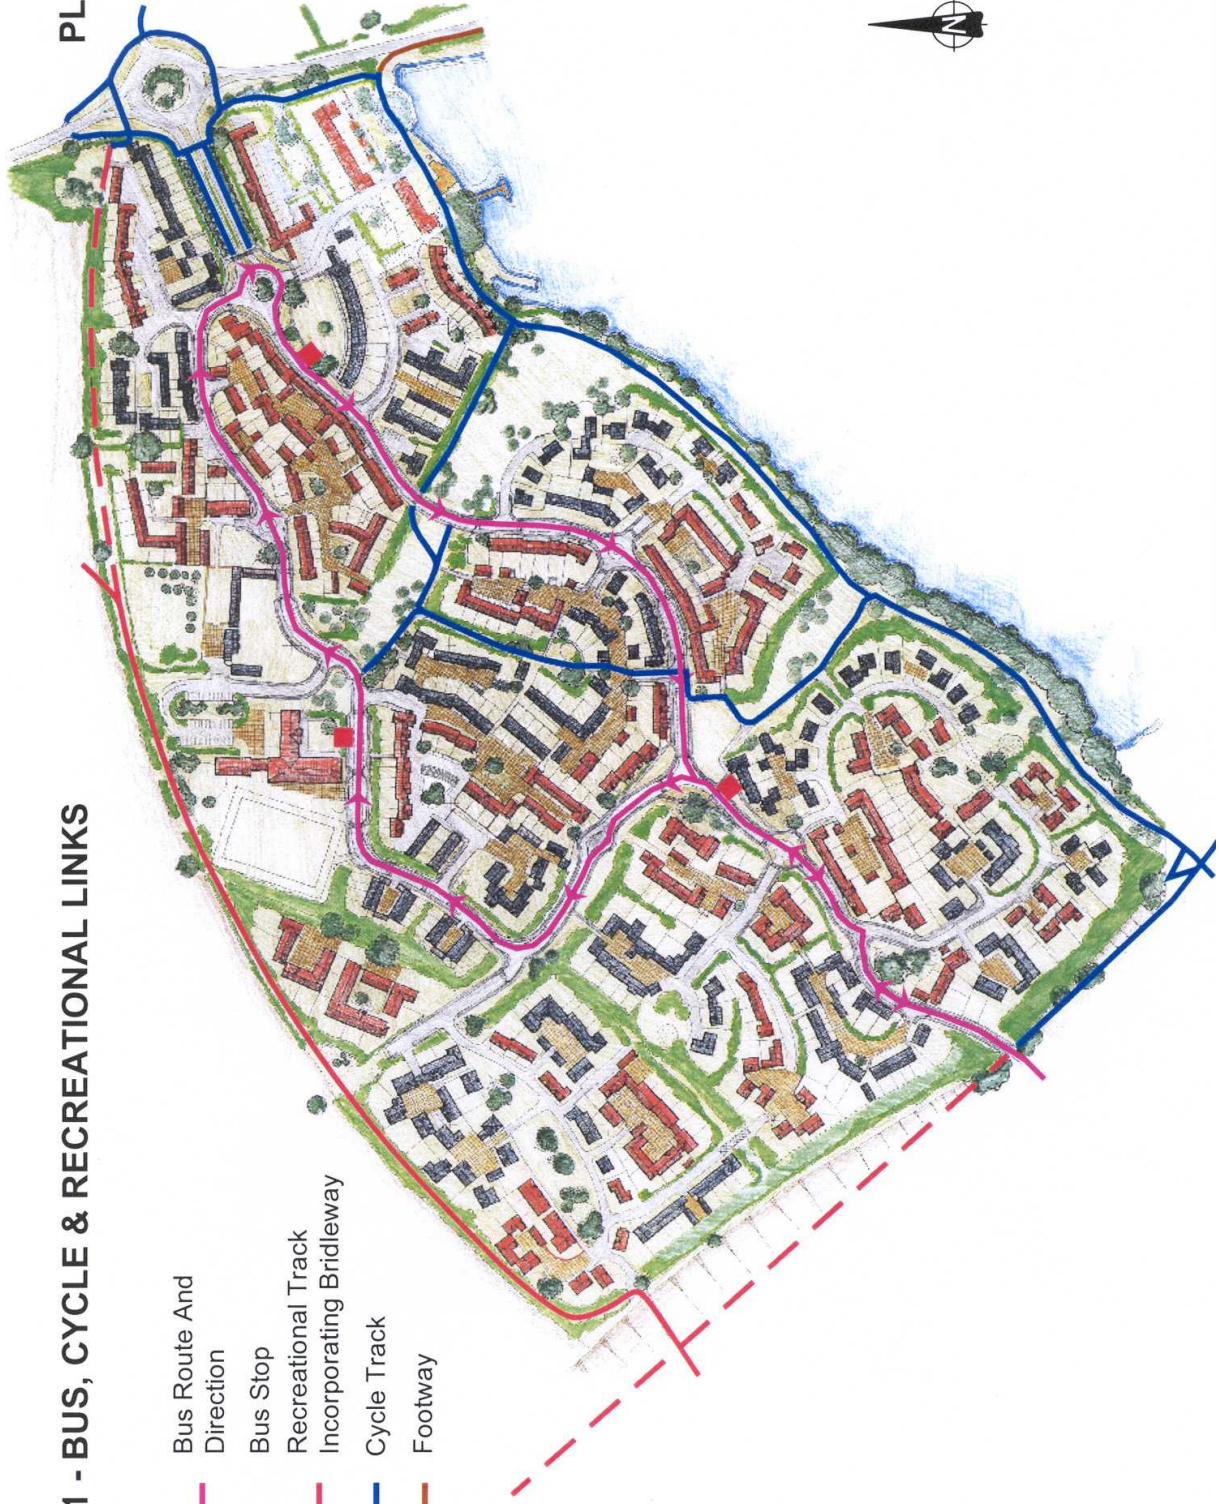 1 - BUS, CYCLE & RECREATIONAL LINKS
PL
Bus Route And
Direction
Bus Stop
Recreational Track
Incorporating Bridleway
Cycle Track
Footway
N